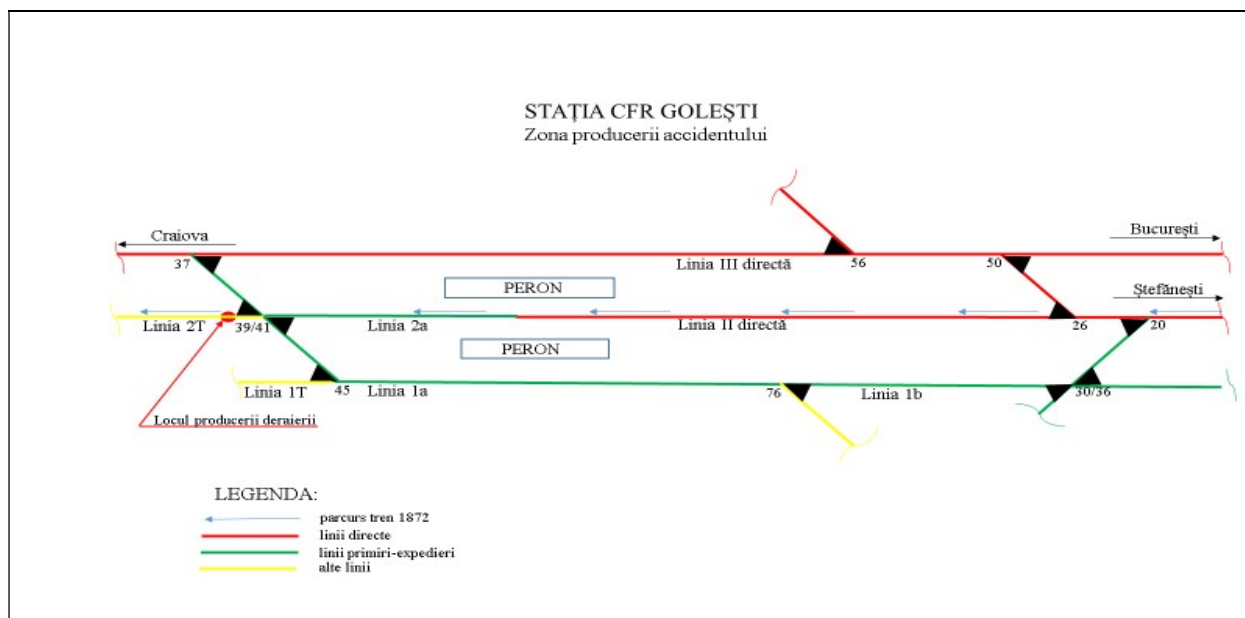 STAȚIA CFR GOLEȘTI
Zona producerii accidentului
Craiova
București
37
Linia III directă
56
50
PERON
Ștefănești
Linia 2T
39/41
Linia 2a
Linia II directă
26
20
PERON
Linia 1T
45
Linia 1a
76
Linia 1b
30/36
Locul producerii deraierii
LEGENDA:
parcurs tren 1872
linii directe
linii primiri-expedieri
alte linii